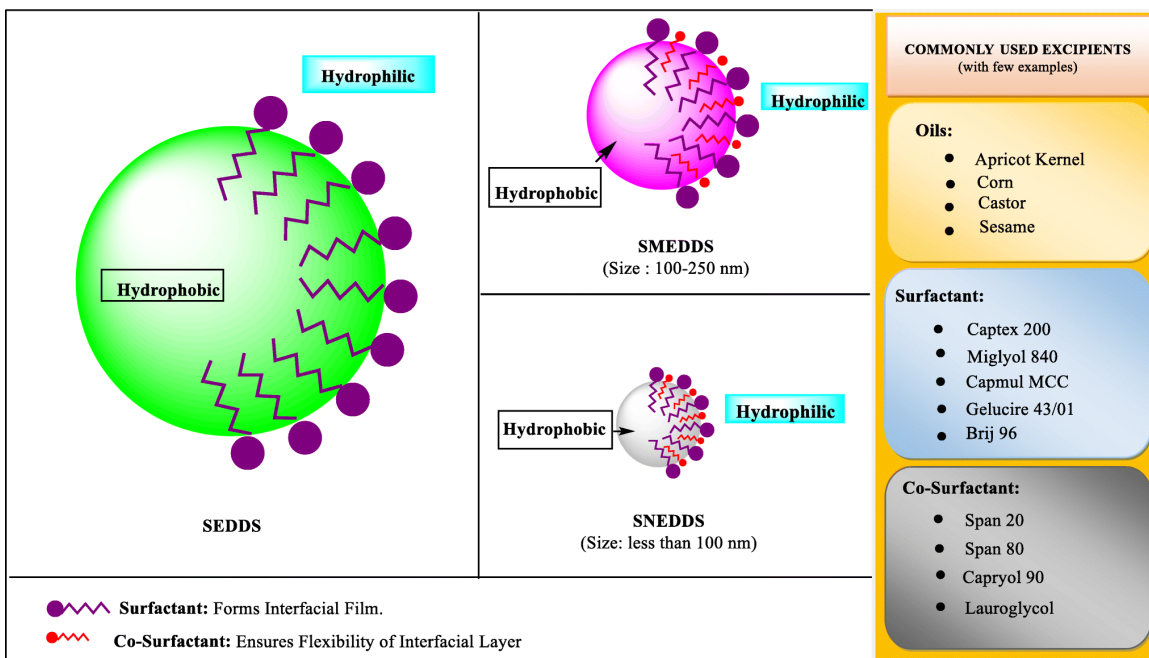 Hydrophilic
Hydrophobic
SEDDS
Hydrophilic
Hydrophobic
SMEDDS
(Size : 100-250 nm)
Hydrophilic
Hydrophobic
SNEDDS
(Size: less than 100 nm)
Surfactant: Forms Interfacial Film.
Co-Surfactant: Ensures Flexibility of Interfacial Layer
COMMONLY USED EXCIPIENTS
(with few examples)
Oils:
Apricot Kernel
Corn
Castor
Sesame
Surfactant:
Captex 200
Miglyol 840
Capmul MCC
Gelucire 43/01
Brij 96
Co-Surfactant:
Span 20
Span 80
Capryol 90
Lauroglycol